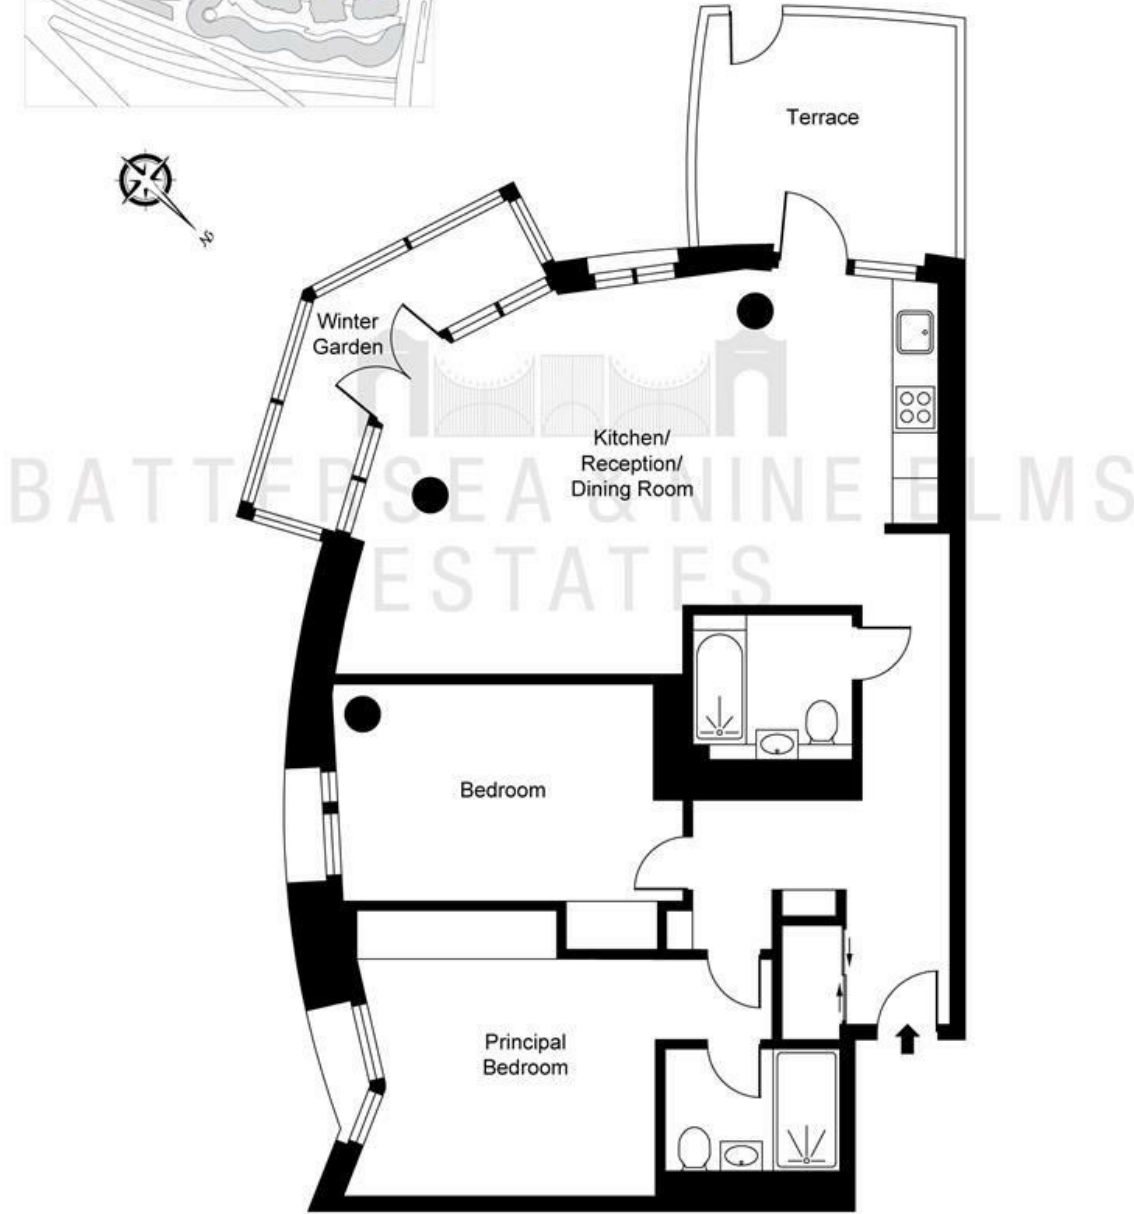 Terrace
N
Winter
Garden
Kitchen/
Reception/
Dining Room
BATTERSEA & NINE ELMS
ESTATES
Bedroom
Principal
Bedroom